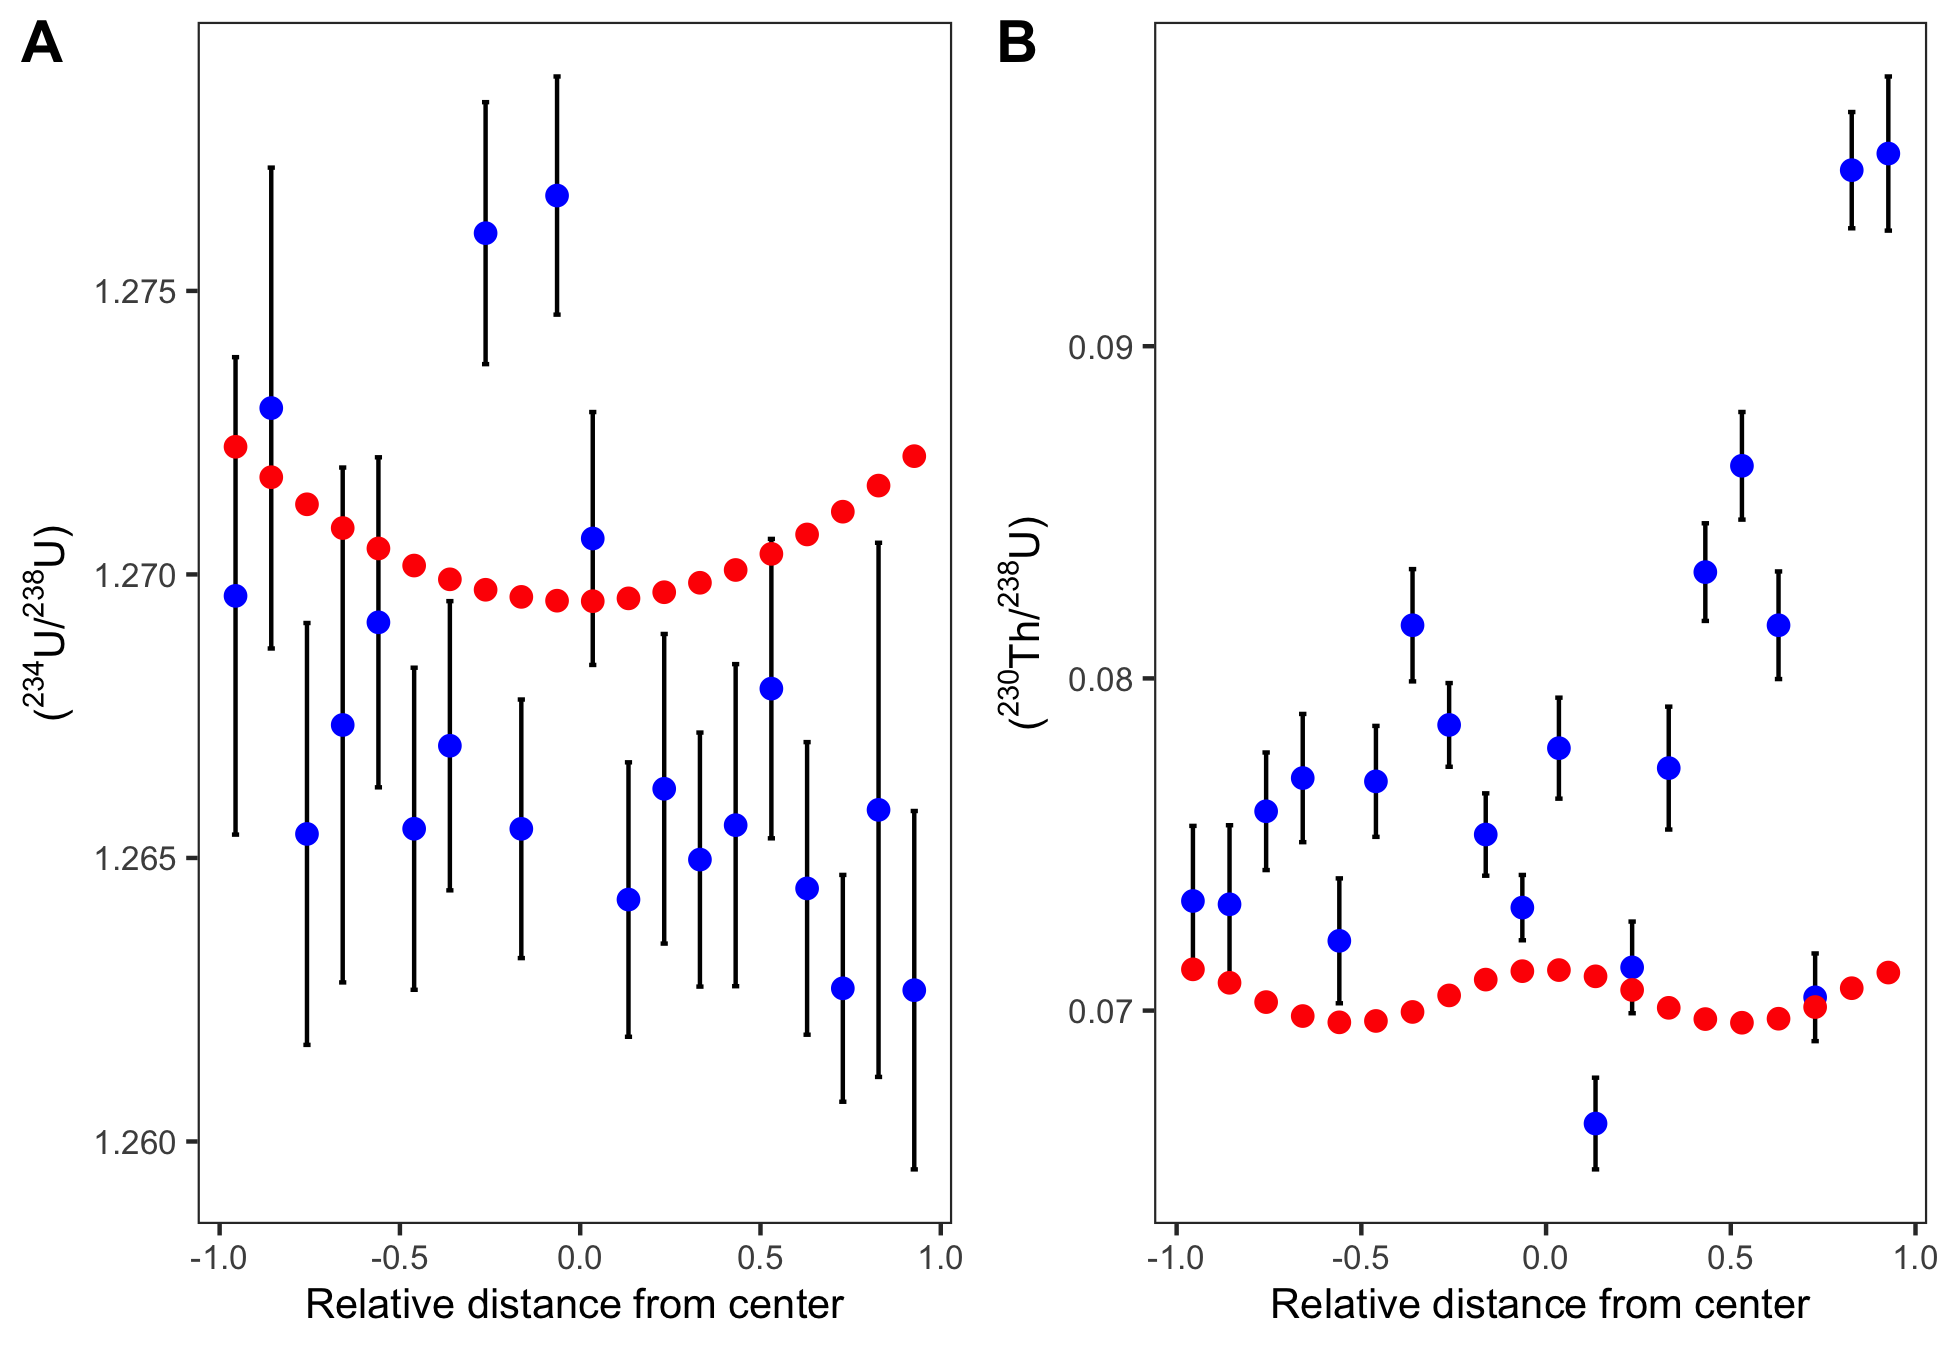 A
(²³⁴U/²³⁸U)
1.275
1.270
1.265
1.260
-1.0 -0.5 0.0 0.5 1.0
Relative distance from center
B
(²³⁰Th/²³⁸U)
0.09
0.08
0.07
-1.0 -0.5 0.0 0.5 1.0
Relative distance from center